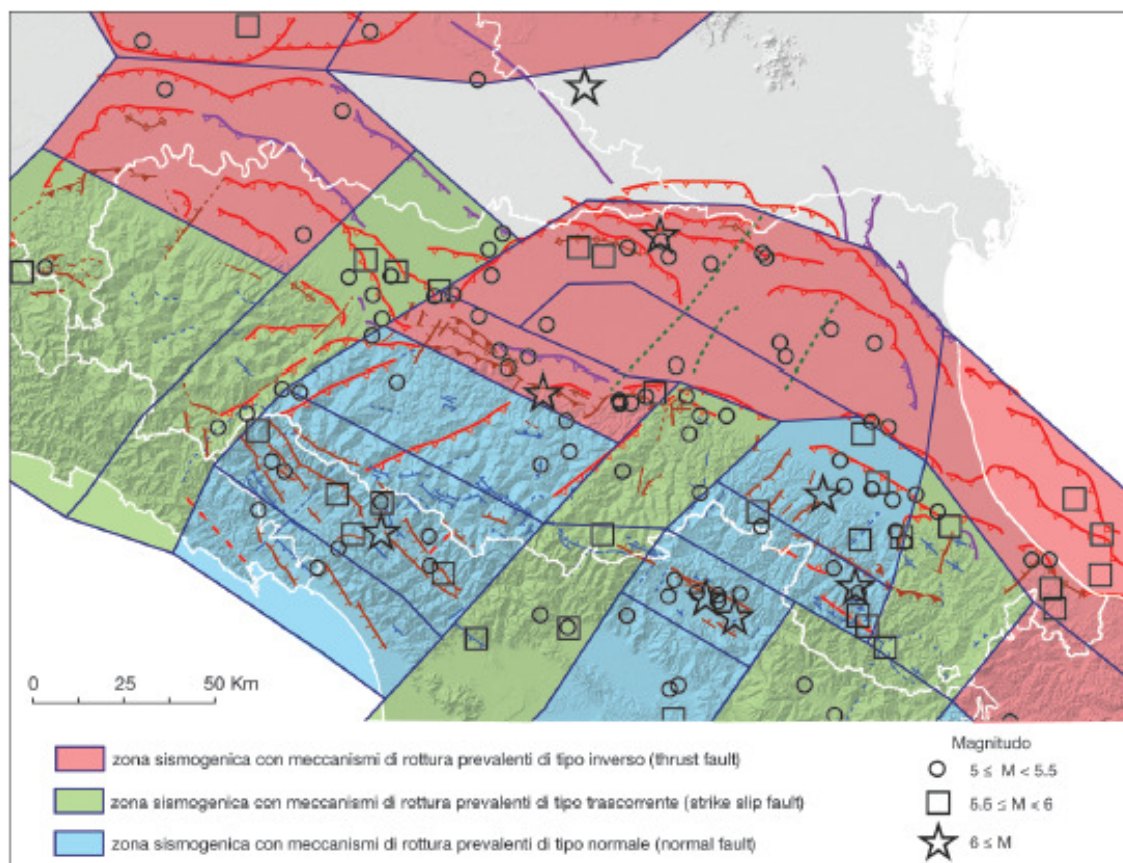 0 25 50 Km
zona sismogenica con meccanismi di rottura prevalenti di tipo inverso (thrust fault)
zona sismogenica con meccanismi di rottura prevalenti di tipo trascorrente (strike slip fault)
zona sismogenica con meccanismi di rottura prevalenti di tipo normale (normal fault)
Magnitudo
5 ≤ M < 5.5
5.5 ≤ M < 6
6 ≤ M